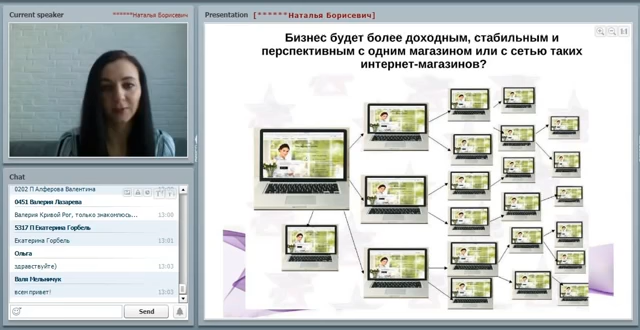 Current speaker
******Наталья Борисевич
Presentation
[******Наталья Борисевич]
Бизнес будет более доходным, стабильным и
перспективным с одним магазином или с сетью таких
интернет-магазинов?
Chat
0202 П Алферова Валентина
0451 Валерия Лазарева
Валерия Кривой Рог, только знакомлюсь...
13:00
5317 П Екатерина Горбель
Екатерина Горбель
13:01
Ольга
здравствуйте)
13:03
Валя Мельничук
всем привет!
13:03
Send